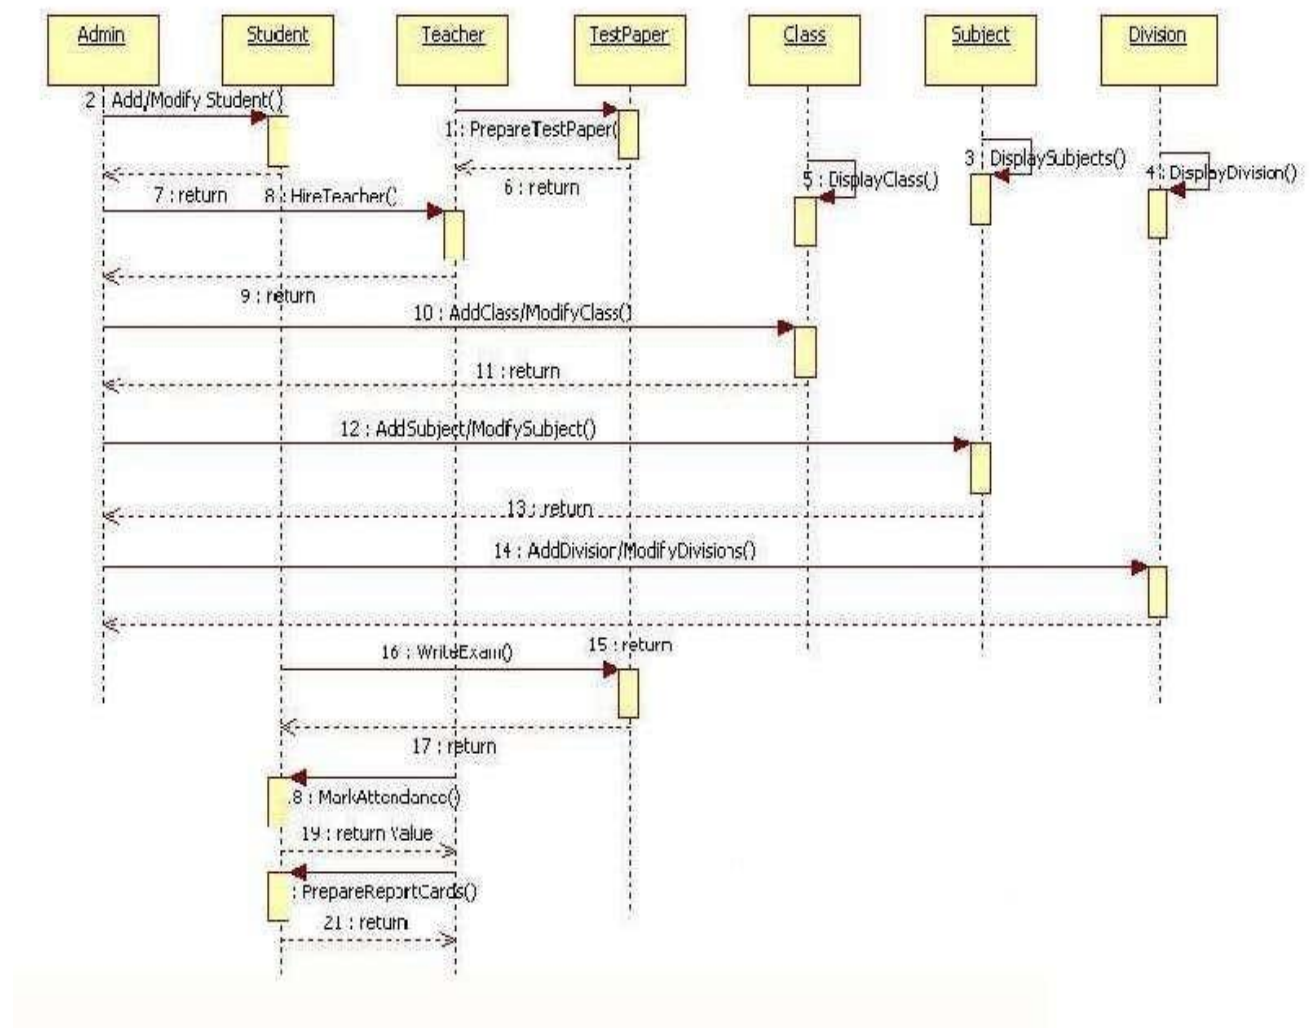 Admin
Student
Teacher
TestPaper
Class
Subject
Division
2 : Add/Modify Student()
1 : PrepareTestPaper(
3 : DisplaySubjects()
5 : DisplayClass()
4 : DisplayDivision()
6 : return
7 : return
8 : HireTeacher()
9 : return
10 : AddClass/ModifyClass()
11 : return
12 : AddSubject/ModifySubject()
13 : return
14 : AddDivision/ModifyDivisions()
15 : return
16 : WriteExam()
17 : return
8 : MarkAttendance()
19 : return Value
: PrepareReportCards()
21 : return